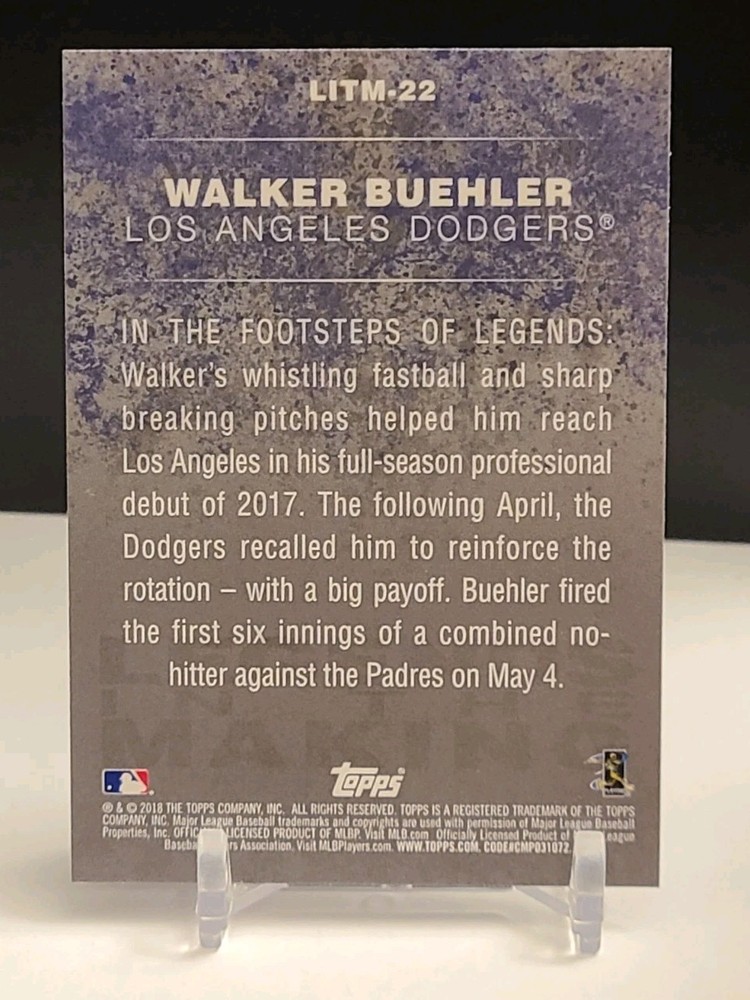 LITM-22
WALKER BUEHLER
LOS ANGELES DODGERS®
IN THE FOOTSTEPS OF LEGENDS:
Walker's whistling fastball and sharp
breaking pitches helped him reach
Los Angeles in his full-season professional
debut of 2017. The following April, the
Dodgers recalled him to reinforce the
rotation – with a big payoff. Buehler fired
the first six innings of a combined no-
hitter against the Padres on May 4.
MAKING
topps
® & © 2018 THE TOPPS COMPANY, INC. ALL RIGHTS RESERVED. TOPPS IS A REGISTERED TRADEMARK OF THE TOPPS
COMPANY, INC. Major League Baseball trademarks and copyrights are used with permission of Major League Baseball
Properties, Inc. LICENSED PRODUCT OF MLBP. Visit MLB.com Officially Licensed Product of League
Association. Visit MLBPlayers.com. WWW.TOPPS.COM. CODE#CMP031072.